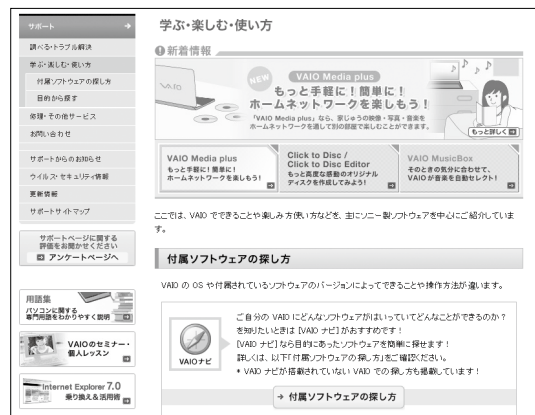 サポート
調べる・トラブル解決
学ぶ・楽しむ・使い方
付属ソフトウェアの探し方
目的から探す
修理・その他サービス
お問い合わせ
サポートからのお知らせ
ウイルス・セキュリティ情報
更新情報
サポートサイトマップ
サポートページに関する
評価をお聞かせください
アンケートページへ
用語集
パソコンに関する
専門用語をわかりやすく説明
VAIOのセミナー・
個人レッスン
Internet Explorer 7.0
乗り換え&活用術
学ぶ・楽しむ・使い方
新着情報
VAIO
NEW
VAIO Media plus
もっと手軽に!簡単に!
ホームネットワークを楽しもう!
「VAIO Media plus」なら、家じゅうの映像・写真・音楽を
ホームネットワークを通して別の部屋で楽しむことができます。
もっと詳しく
VAIO Media plus
もっと手軽に!簡単に!
ホームネットワークを楽しもう!
Click to Disc /
Click to Disc Editor
もっと高度な感動のオリジナル
ディスクを作成してみよう!
VAIO MusicBox
そのときの気分に合わせて、
VAIOが音楽を自動セレクト!
ここでは、VAIO でできることや楽しみ方使い方などを、主にソニー製ソフトウェアを中心にご紹介していま
す。
付属ソフトウェアの探し方
VAIO の OS や付属されているソフトウェアのバージョンによってできることや操作方法が違います。
VAIOナビ
ご自分の VAIO にどんなソフトウェアがはいっていてどんなことができるのか?
を知りたいときは [VAIO ナビ] がおすすめです!
[VAIO ナビ] なら目的にあったソフトウェアを簡単に探せます!
詳しくは、以下「付属ソフトウェアの探し方」をご確認ください。
* VAIO ナビが搭載されていない VAIO での探し方も掲載しています!
付属ソフトウェアの探し方